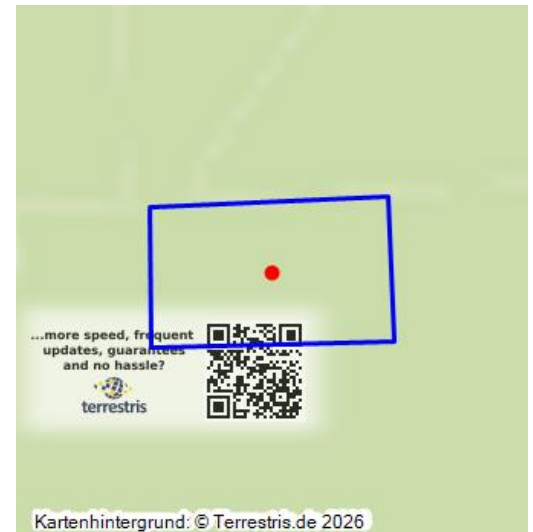 ...more speed, frequent
updates, guarantees
and no hassle?
terrestris
Kartenhintergrund: © Terrestris.de 2026